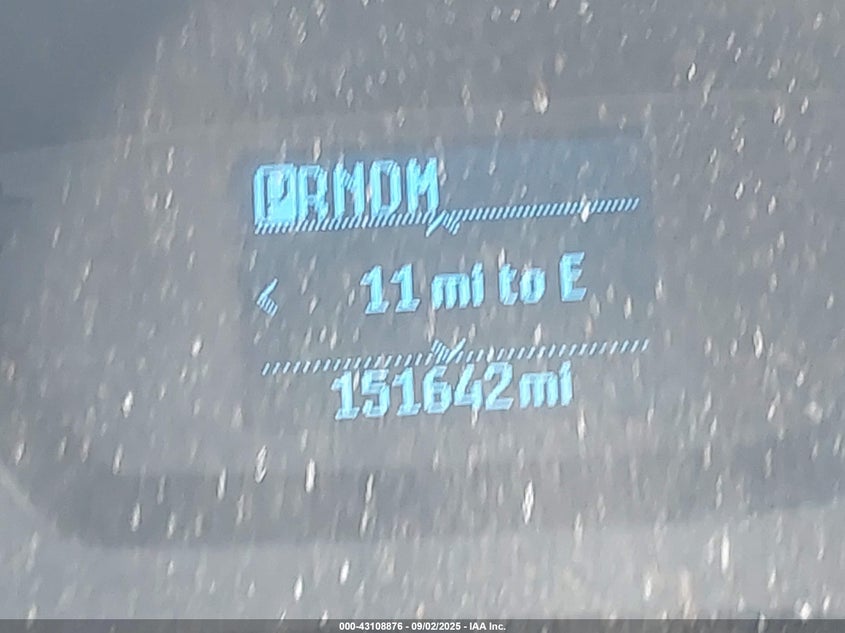 PRNDM
< 11 mi to E
151642mi
000-43108876 - 09/02/2025 - IAA Inc.